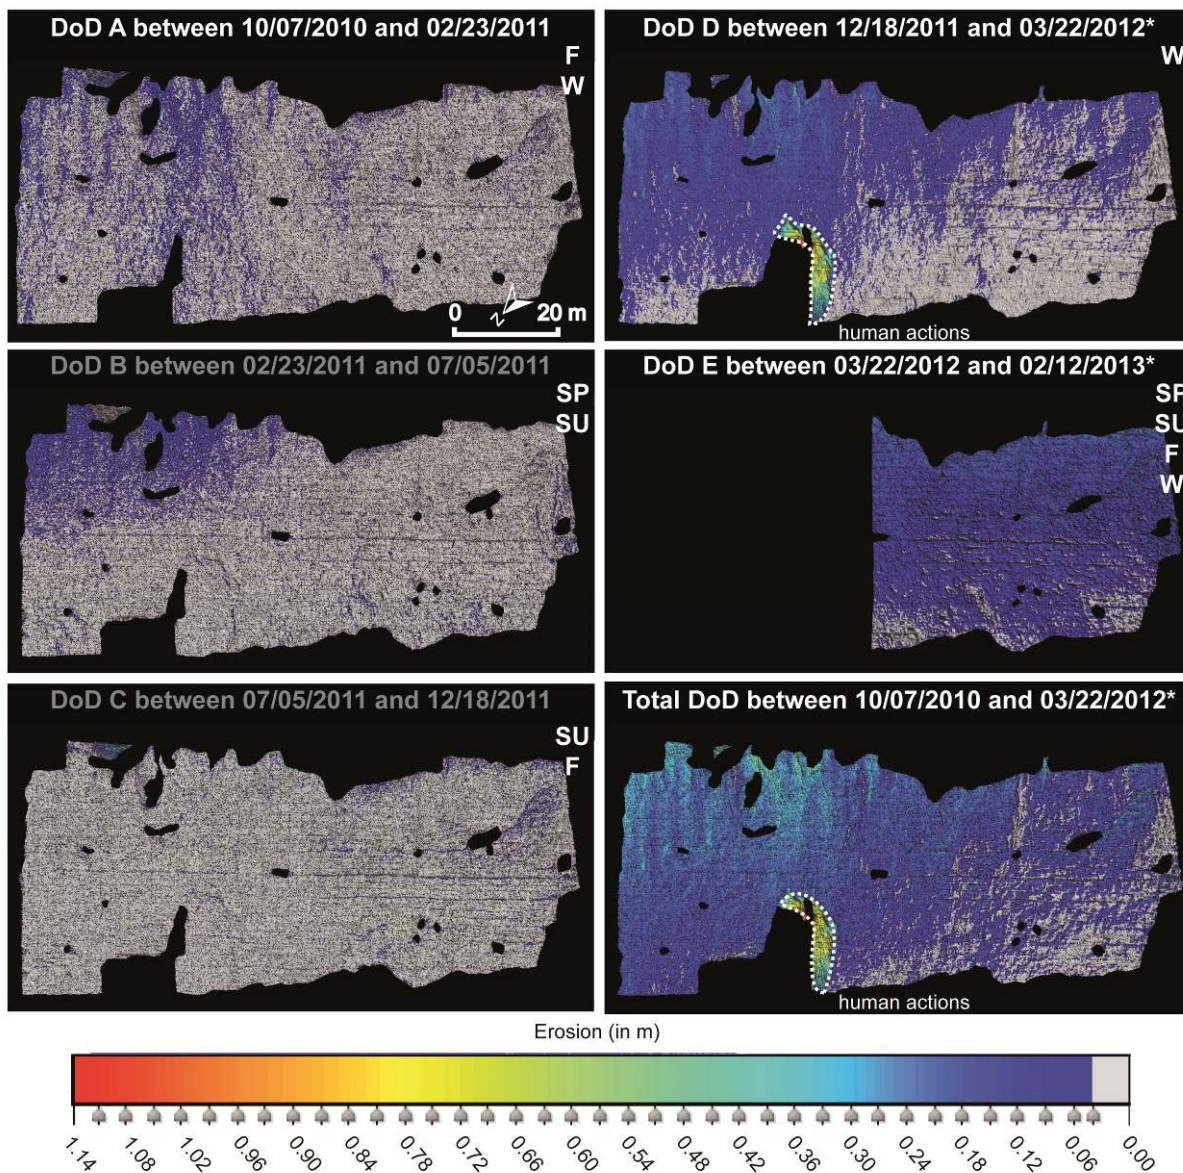 DoD A between 10/07/2010 and 02/23/2011
F
W
0 20 m
N
DoD B between 02/23/2011 and 07/05/2011
SP
SU
DoD C between 07/05/2011 and 12/18/2011
SU
F
DoD D between 12/18/2011 and 03/22/2012*
W
human actions
DoD E between 03/22/2012 and 02/12/2013*
SP
SU
F
W
Total DoD between 10/07/2010 and 03/22/2012*
human actions
Erosion (in m)
1.14 1.08 1.02 0.96 0.90 0.84 0.78 0.72 0.66 0.60 0.54 0.48 0.42 0.36 0.30 0.24 0.18 0.12 0.06 0.00